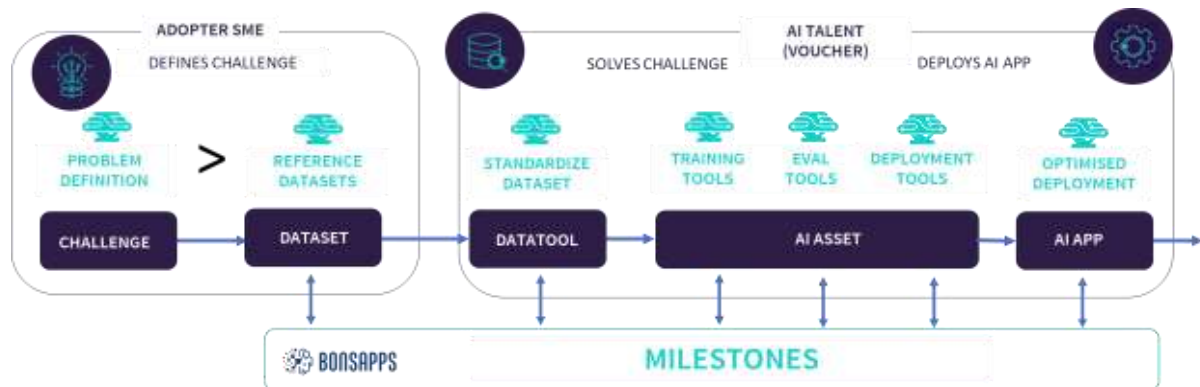 ADOPTER SME
DEFINES CHALLENGE
PROBLEM
DEFINITION
>
REFERENCE
DATASETS
CHALLENGE
DATASET
AI TALENT
(VOUCHER)
SOLVES CHALLENGE
DEPLOYS AI APP
STANDARDIZE
DATASET
TRAINING
TOOLS
EVAL
TOOLS
DEPLOYMENT
TOOLS
OPTIMISED
DEPLOYMENT
DATATOOL
AI ASSET
AI APP
BONSAPPS
MILESTONES